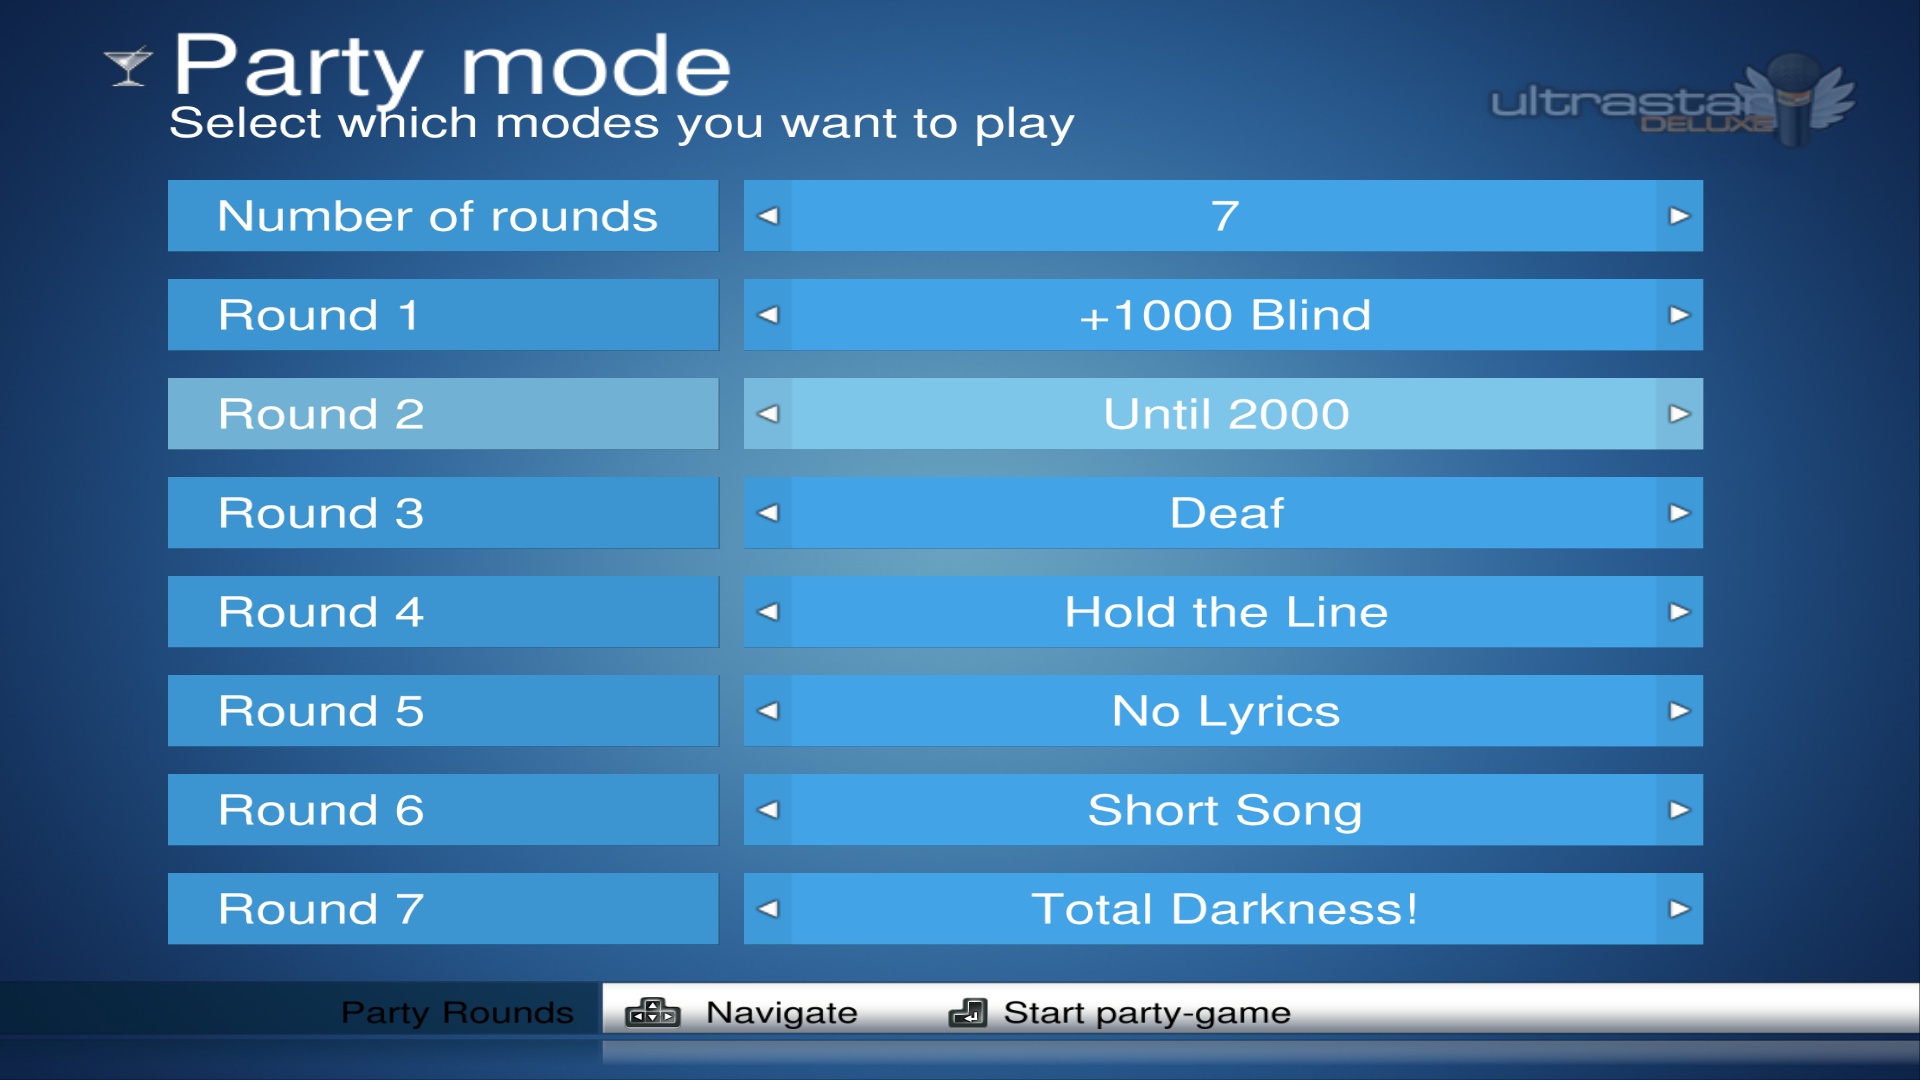 Party mode
Select which modes you want to play
ultrastar
DELUXE
Number of rounds 7
Round 1 +1000 Blind
Round 2 Until 2000
Round 3 Deaf
Round 4 Hold the Line
Round 5 No Lyrics
Round 6 Short Song
Round 7 Total Darkness!
Party Rounds Navigate Start party-game